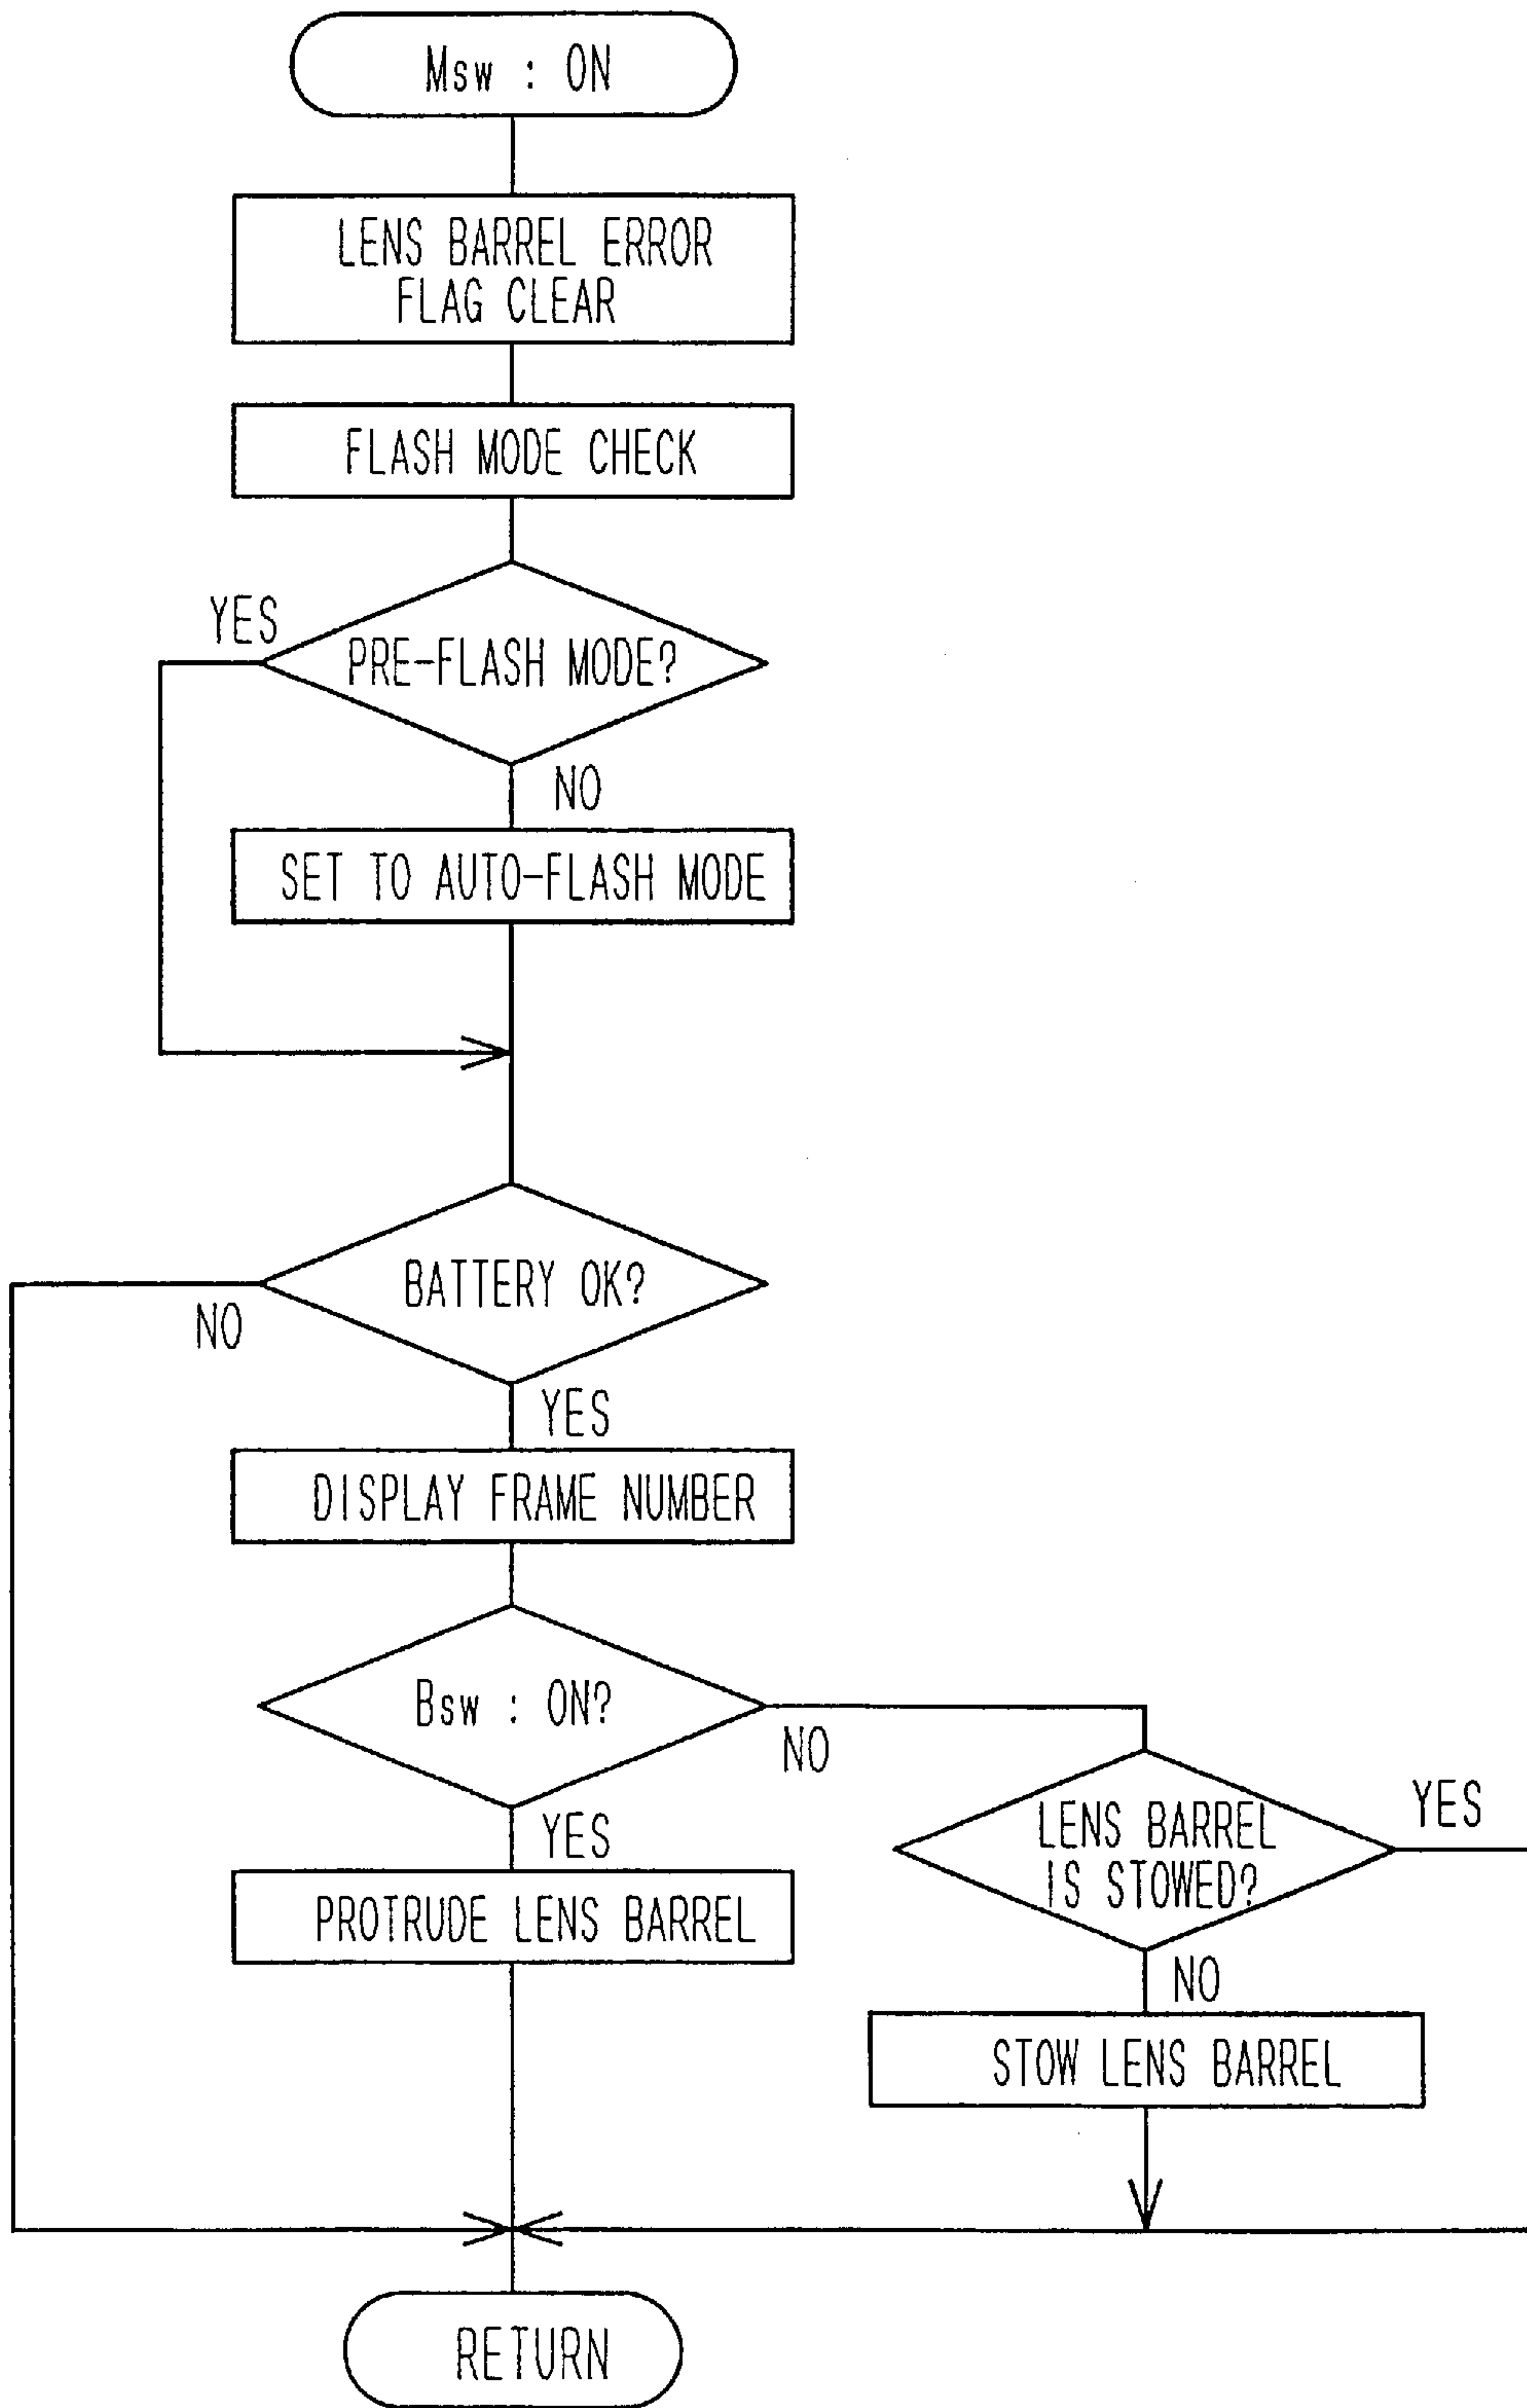 Msw : ON
LENS BARREL ERROR
FLAG CLEAR
FLASH MODE CHECK
YES
PRE-FLASH MODE?
NO
SET TO AUTO-FLASH MODE
BATTERY OK?
NO
YES
DISPLAY FRAME NUMBER
Bsw : ON?
NO
YES
LENS BARREL
IS STOWED?
YES
PROTRUDE LENS BARREL
NO
STOW LENS BARREL
RETURN